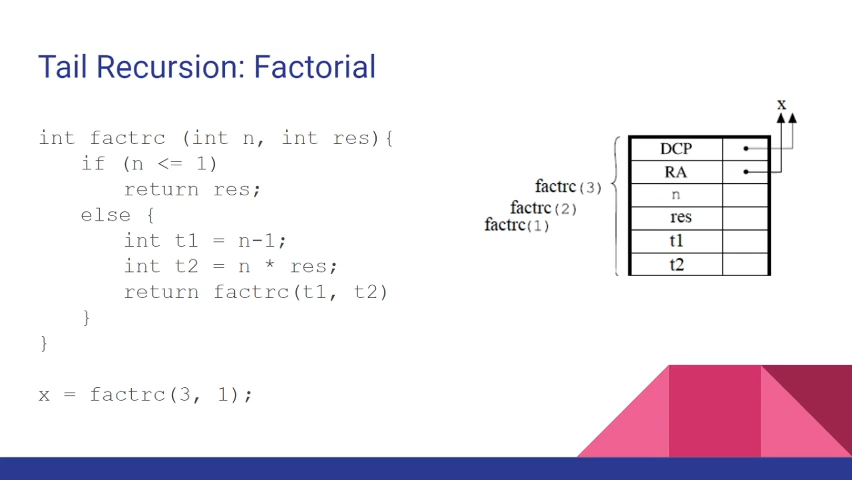 Tail Recursion: Factorial
int factrc (int n, int res){
if (n <= 1)
return res;
else {
int t1 = n-1;
int t2 = n * res;
return factrc(t1, t2)
}
}
x = factrc(3, 1);
x
DCP
RA
n
res
t1
t2
factrc(3)
factrc(2)
factrc(1)